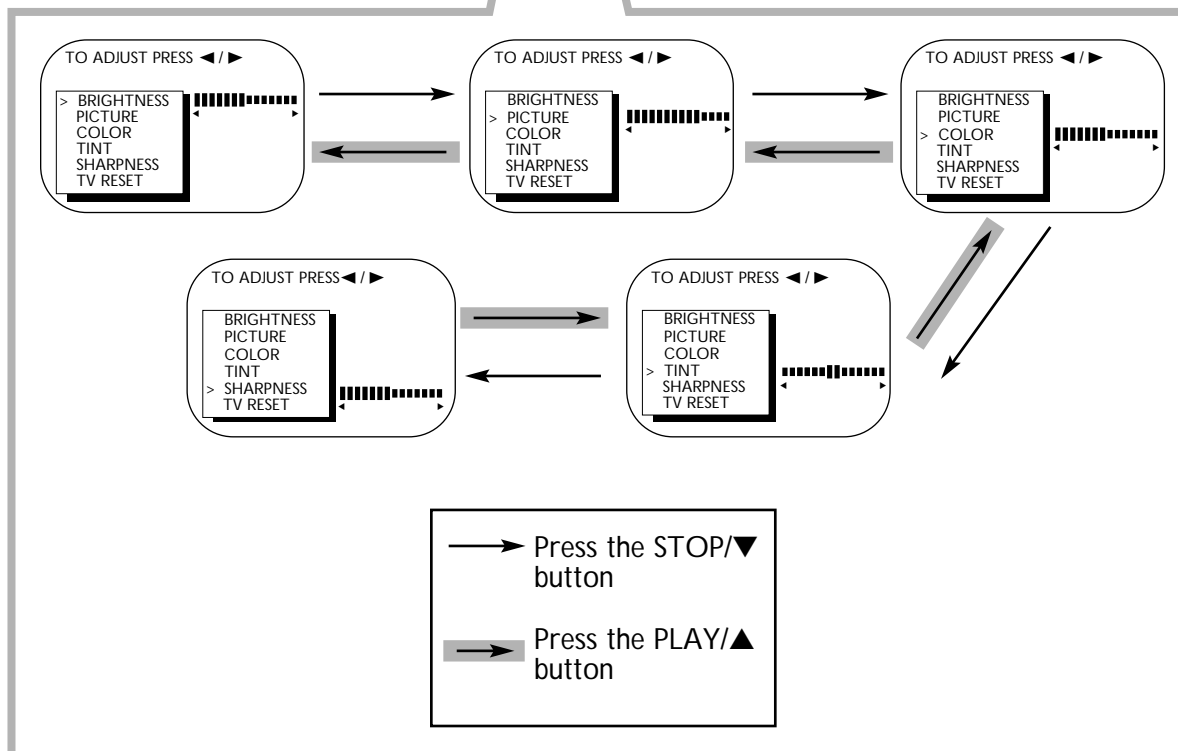 TO ADJUST PRESS ◄ / ►
> BRIGHTNESS
PICTURE
COLOR
TINT
SHARPNESS
TV RESET
TO ADJUST PRESS ◄ / ►
BRIGHTNESS
> PICTURE
COLOR
TINT
SHARPNESS
TV RESET
TO ADJUST PRESS ◄ / ►
BRIGHTNESS
PICTURE
> COLOR
TINT
SHARPNESS
TV RESET
TO ADJUST PRESS◄ / ►
BRIGHTNESS
PICTURE
COLOR
TINT
> SHARPNESS
TV RESET
TO ADJUST PRESS ◄ / ►
BRIGHTNESS
PICTURE
COLOR
> TINT
SHARPNESS
TV RESET
Press the STOP/▼
button
Press the PLAY/▲
button